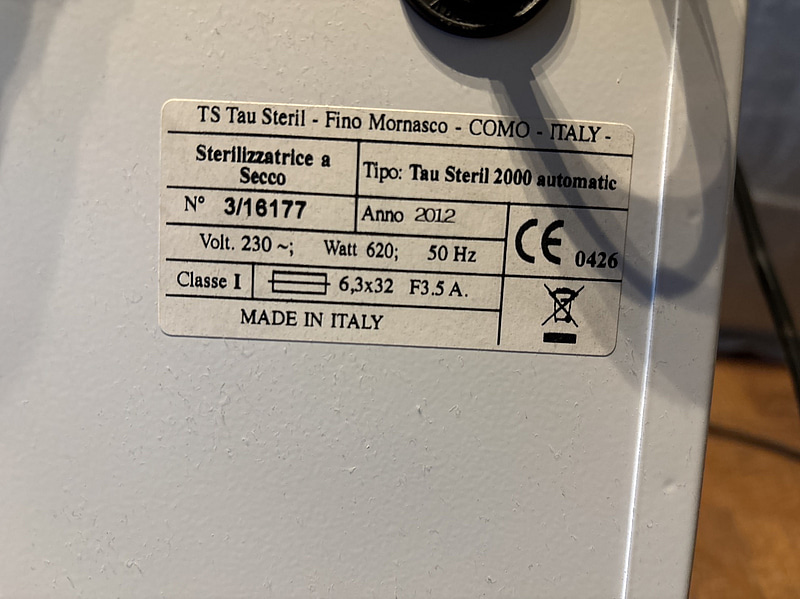 TS Tau Steril - Fino Mornasco - COMO - ITALY -
Sterilizzatrice a
Secco
Tipo: Tau Steril 2000 automatic
N° 3/16177
Anno 2012
Volt. 230 ~; Watt 620; 50 Hz
CE 0426
Classe I 6,3x32 F3.5 A.
MADE IN ITALY